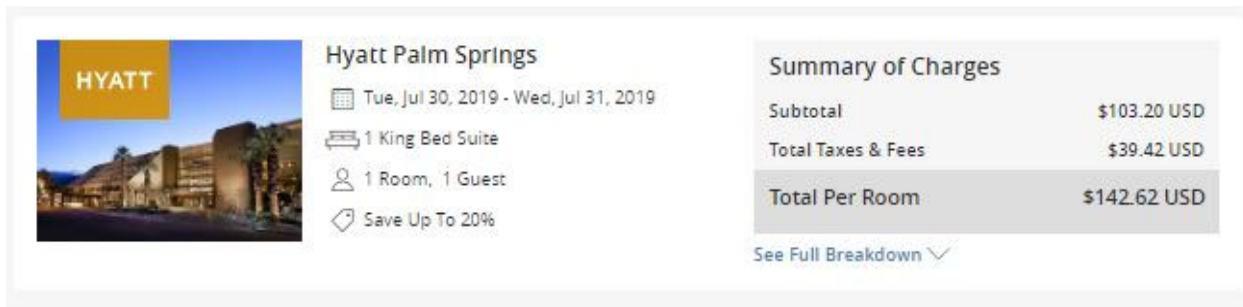 HYATT
Hyatt Palm Springs
Tue, Jul 30, 2019 - Wed, Jul 31, 2019
1 King Bed Suite
1 Room, 1 Guest
Save Up To 20%
Summary of Charges
Subtotal $103.20 USD
Total Taxes & Fees $39.42 USD
Total Per Room $142.62 USD
See Full Breakdown